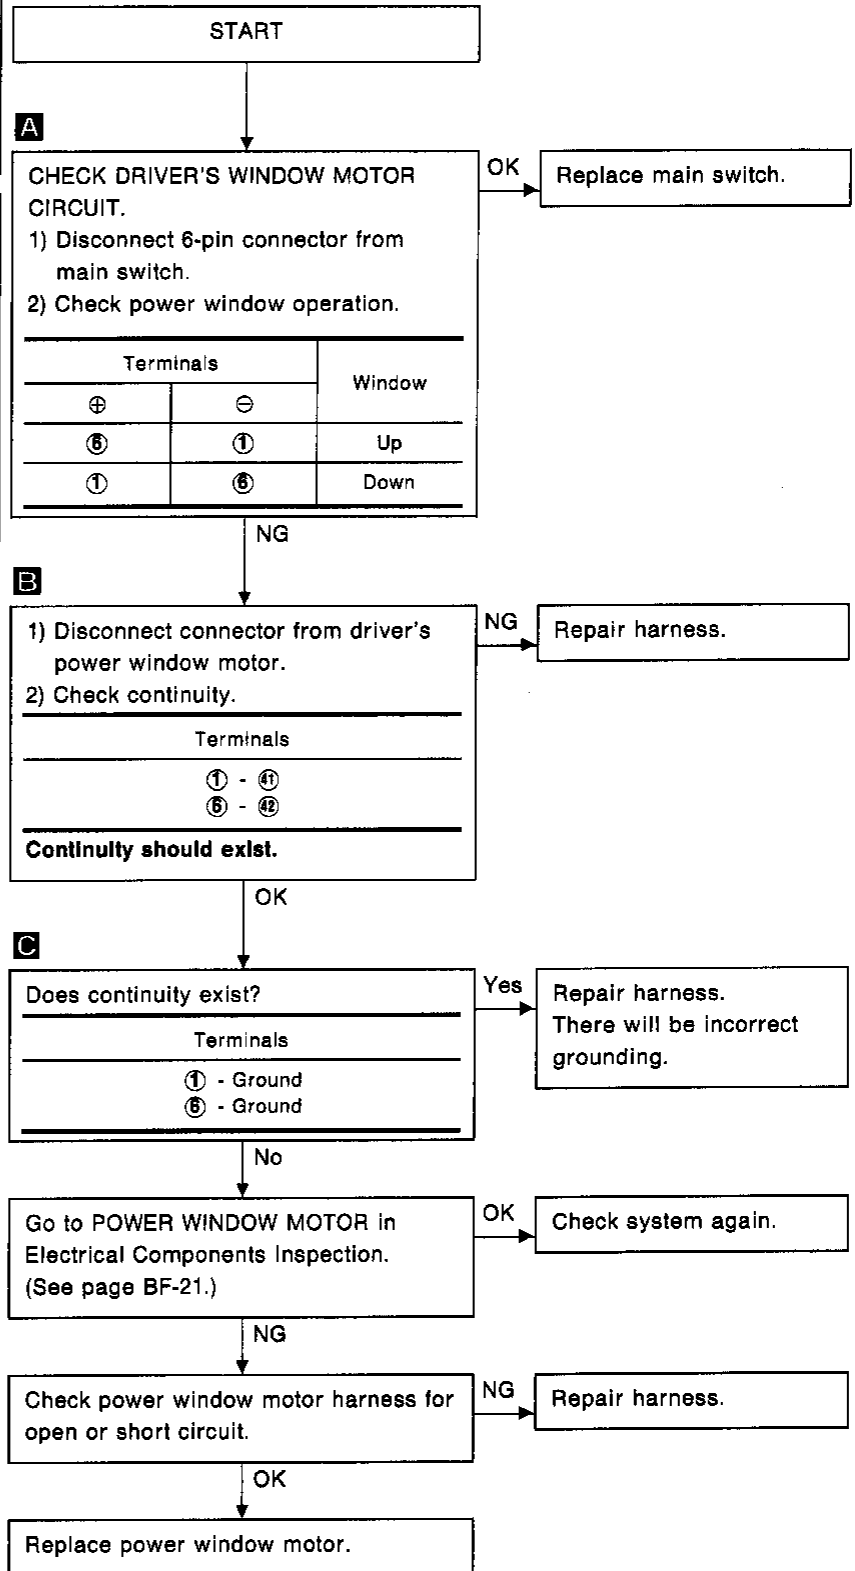 START
A
CHECK DRIVER'S WINDOW MOTOR
CIRCUIT.
1) Disconnect 6-pin connector from
main switch.
2) Check power window operation.
Terminals
Window
⊕ ⊖
⑥ ① Up
① ⑥ Down
OK
Replace main switch.
NG
B
1) Disconnect connector from driver's
power window motor.
2) Check continuity.
Terminals
① - ㊶
⑥ - ㊷
Continuity should exist.
NG
Repair harness.
OK
C
Does continuity exist?
Terminals
① - Ground
⑥ - Ground
Yes
Repair harness.
There will be incorrect
grounding.
No
Go to POWER WINDOW MOTOR in
Electrical Components Inspection.
(See page BF-21.)
OK
Check system again.
NG
Check power window motor harness for
open or short circuit.
NG
Repair harness.
OK
Replace power window motor.